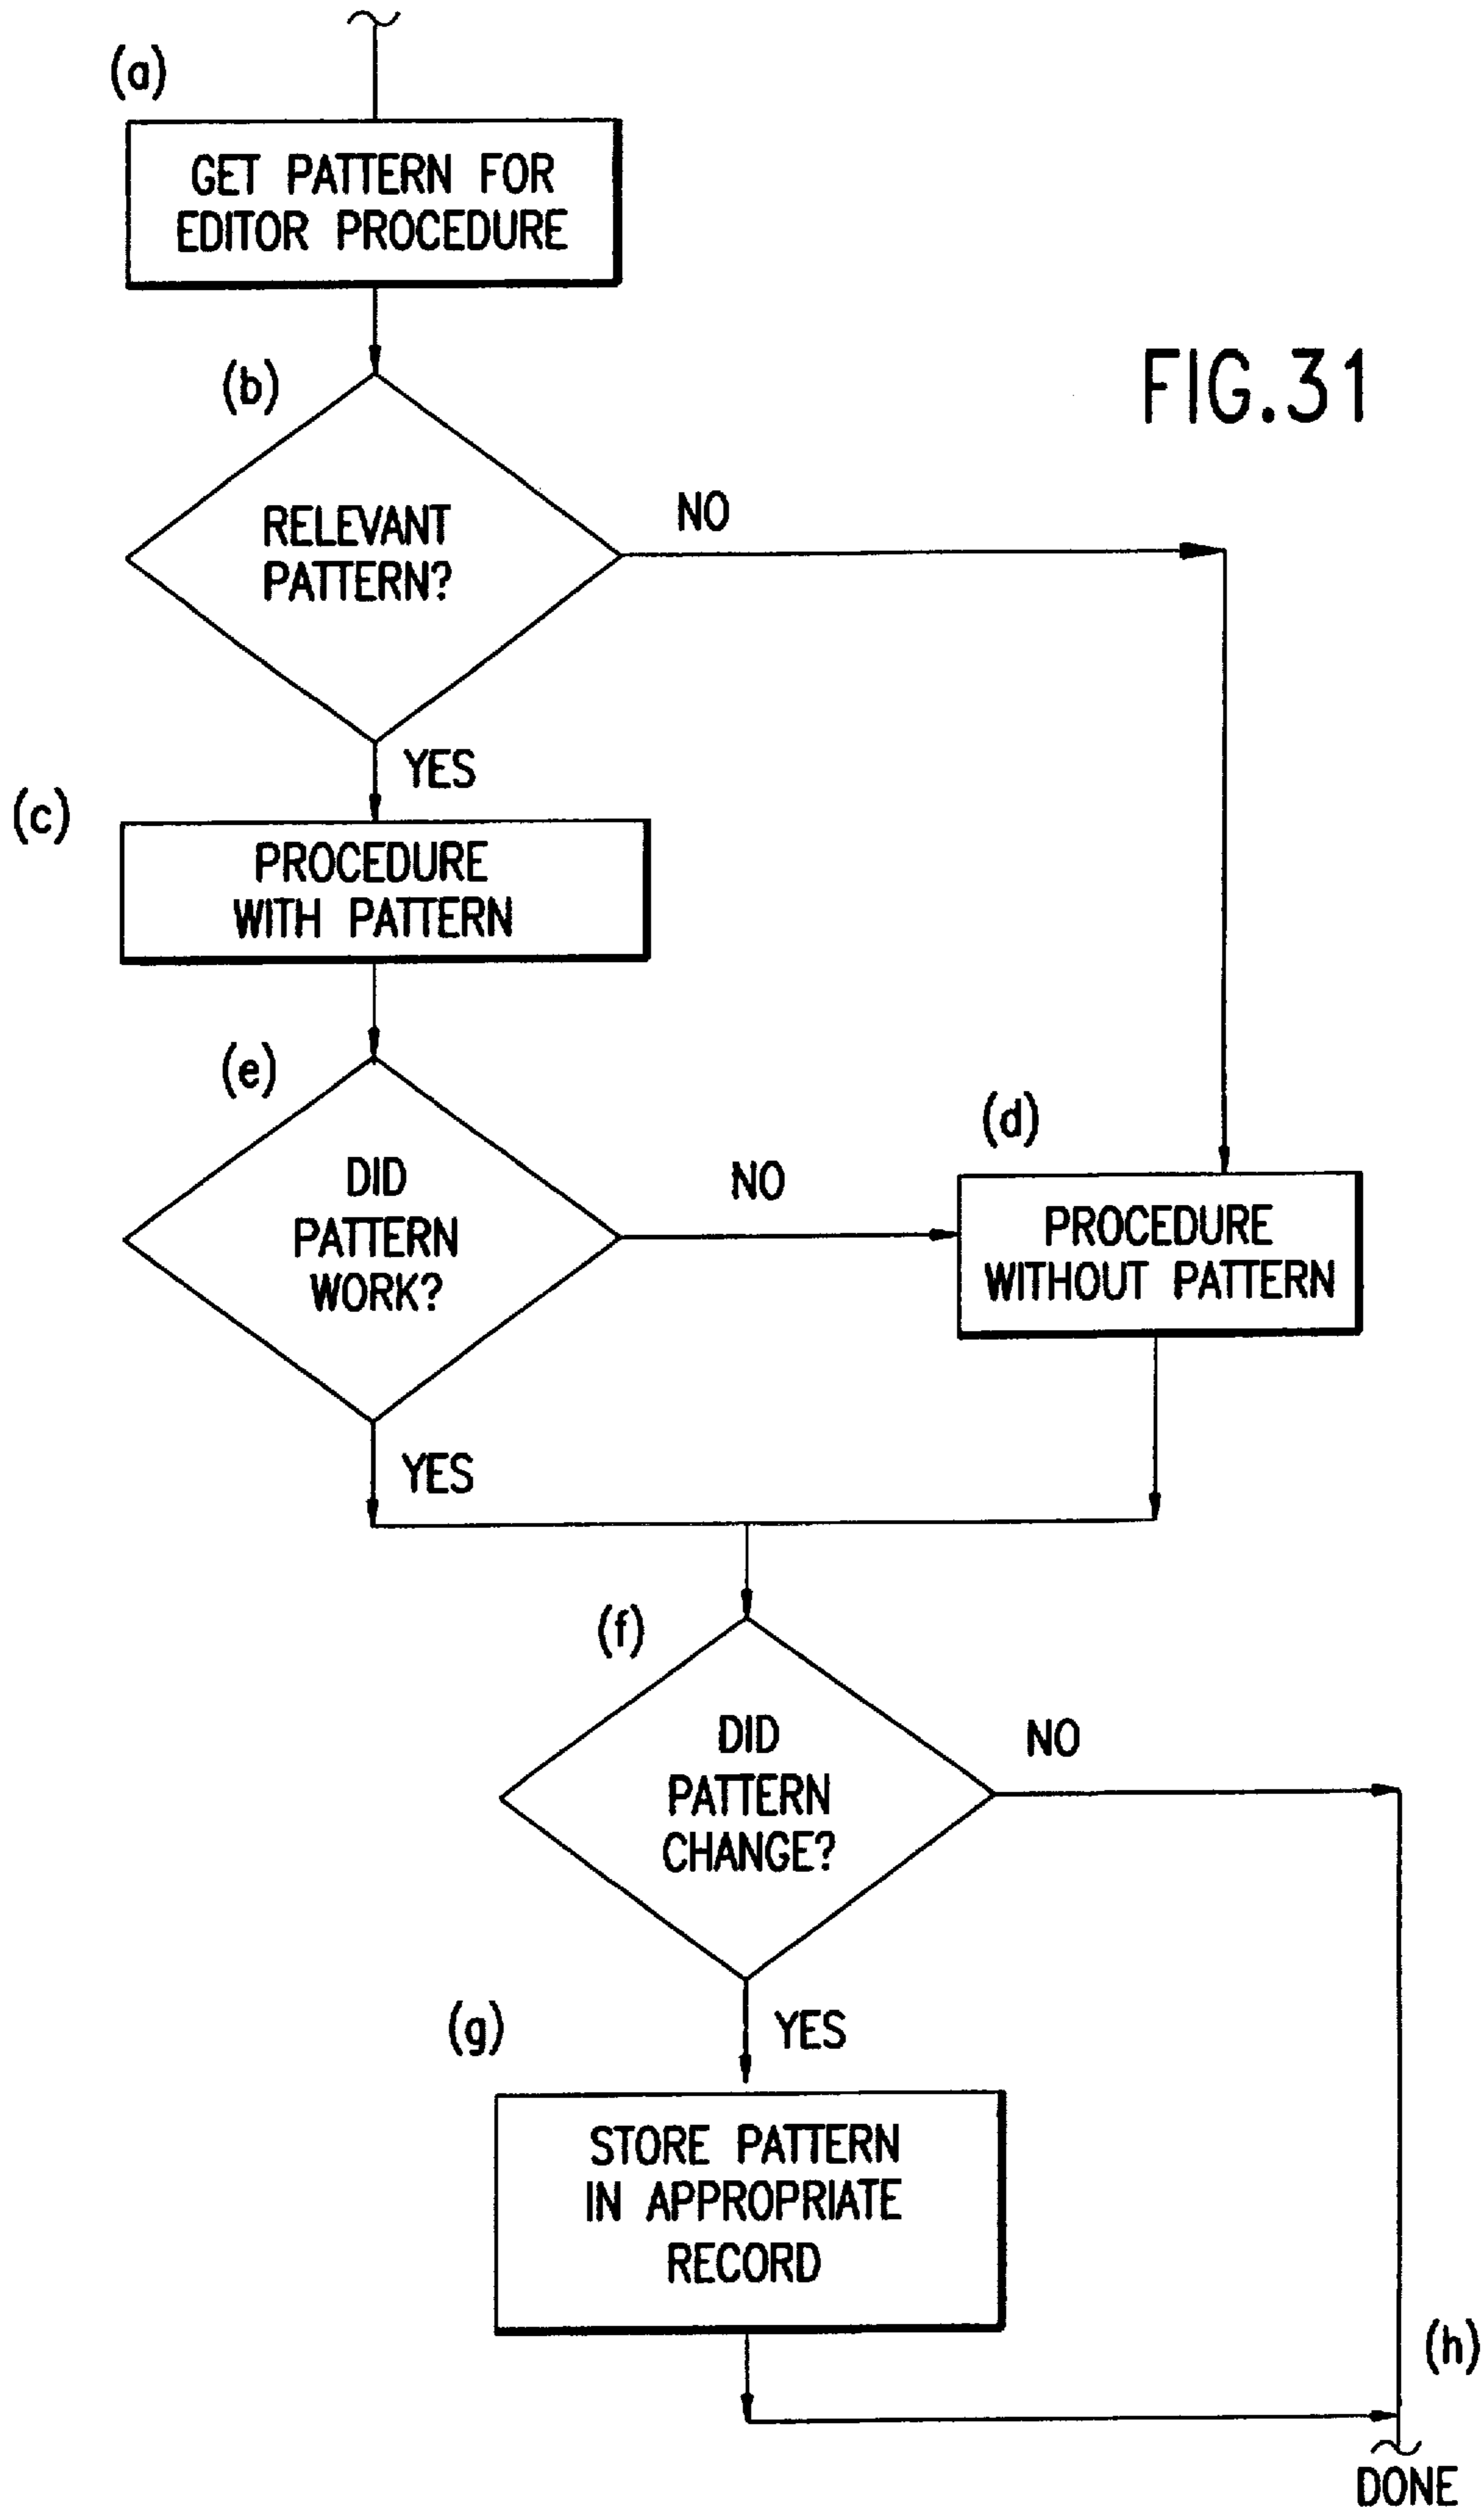 (a)
GET PATTERN FOR
EDITOR PROCEDURE
FIG.31
(b)
RELEVANT
PATTERN?
NO
YES
(c)
PROCEDURE
WITH PATTERN
(e)
DID
PATTERN
WORK?
NO
(d)
PROCEDURE
WITHOUT PATTERN
YES
(f)
DID
PATTERN
CHANGE?
NO
YES
(g)
STORE PATTERN
IN APPROPRIATE
RECORD
(h)
DONE